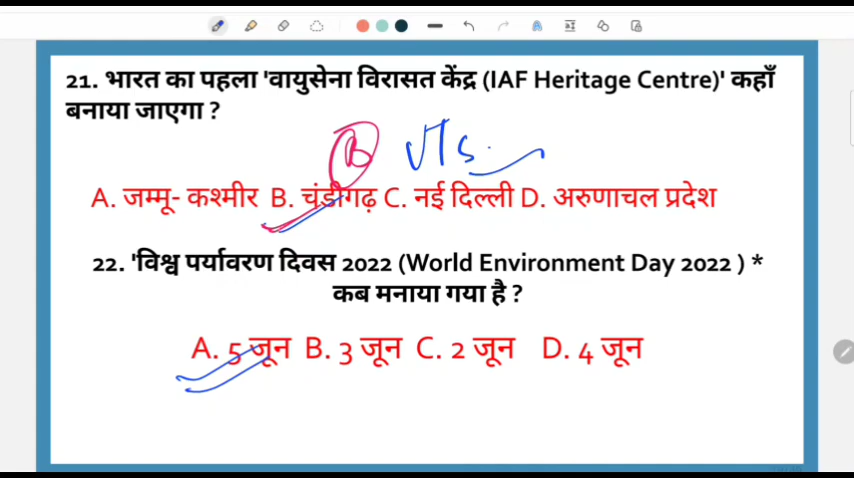 21. भारत का पहला 'वायुसेना विरासत केंद्र (IAF Heritage Centre)' कहाँ
बनाया जाएगा ?
B
A. जम्मू- कश्मीर B. चंडीगढ़ C. नई दिल्ली D. अरुणाचल प्रदेश
22. 'विश्व पर्यावरण दिवस 2022 (World Environment Day 2022 ) *
कब मनाया गया है ?
A. 5 जून B. 3 जून C. 2 जून D. 4 जून